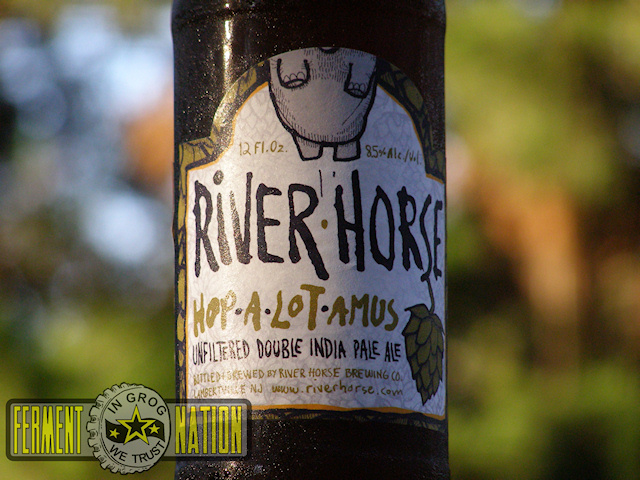 12 Fl. Oz. 8.5% Alc./Vol.
RiVER·HORSE
HOP·A·LOT·AMUS
UNFILTERED DOUBLE INDIA PALE ALE
BOTTLED & BREWED BY RIVER HORSE BREWING CO.
LAMBERTVILLE NJ www.riverhorse.com
FERMENT NATION
IN GROG
WE TRUST